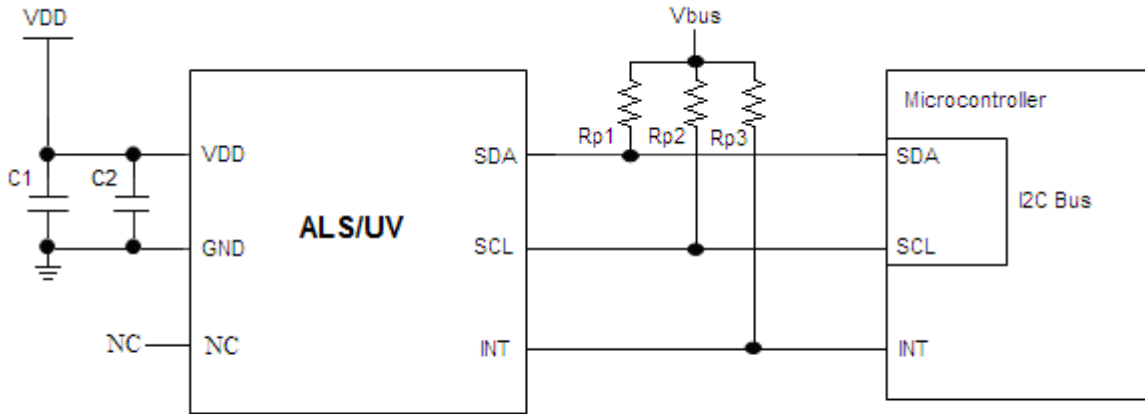 VDD
Vbus
Microcontroller
Rp1 Rp2 Rp3
C1 C2 VDD SDA SDA
I2C Bus
ALS/UV
GND SCL SCL
NC NC INT INT